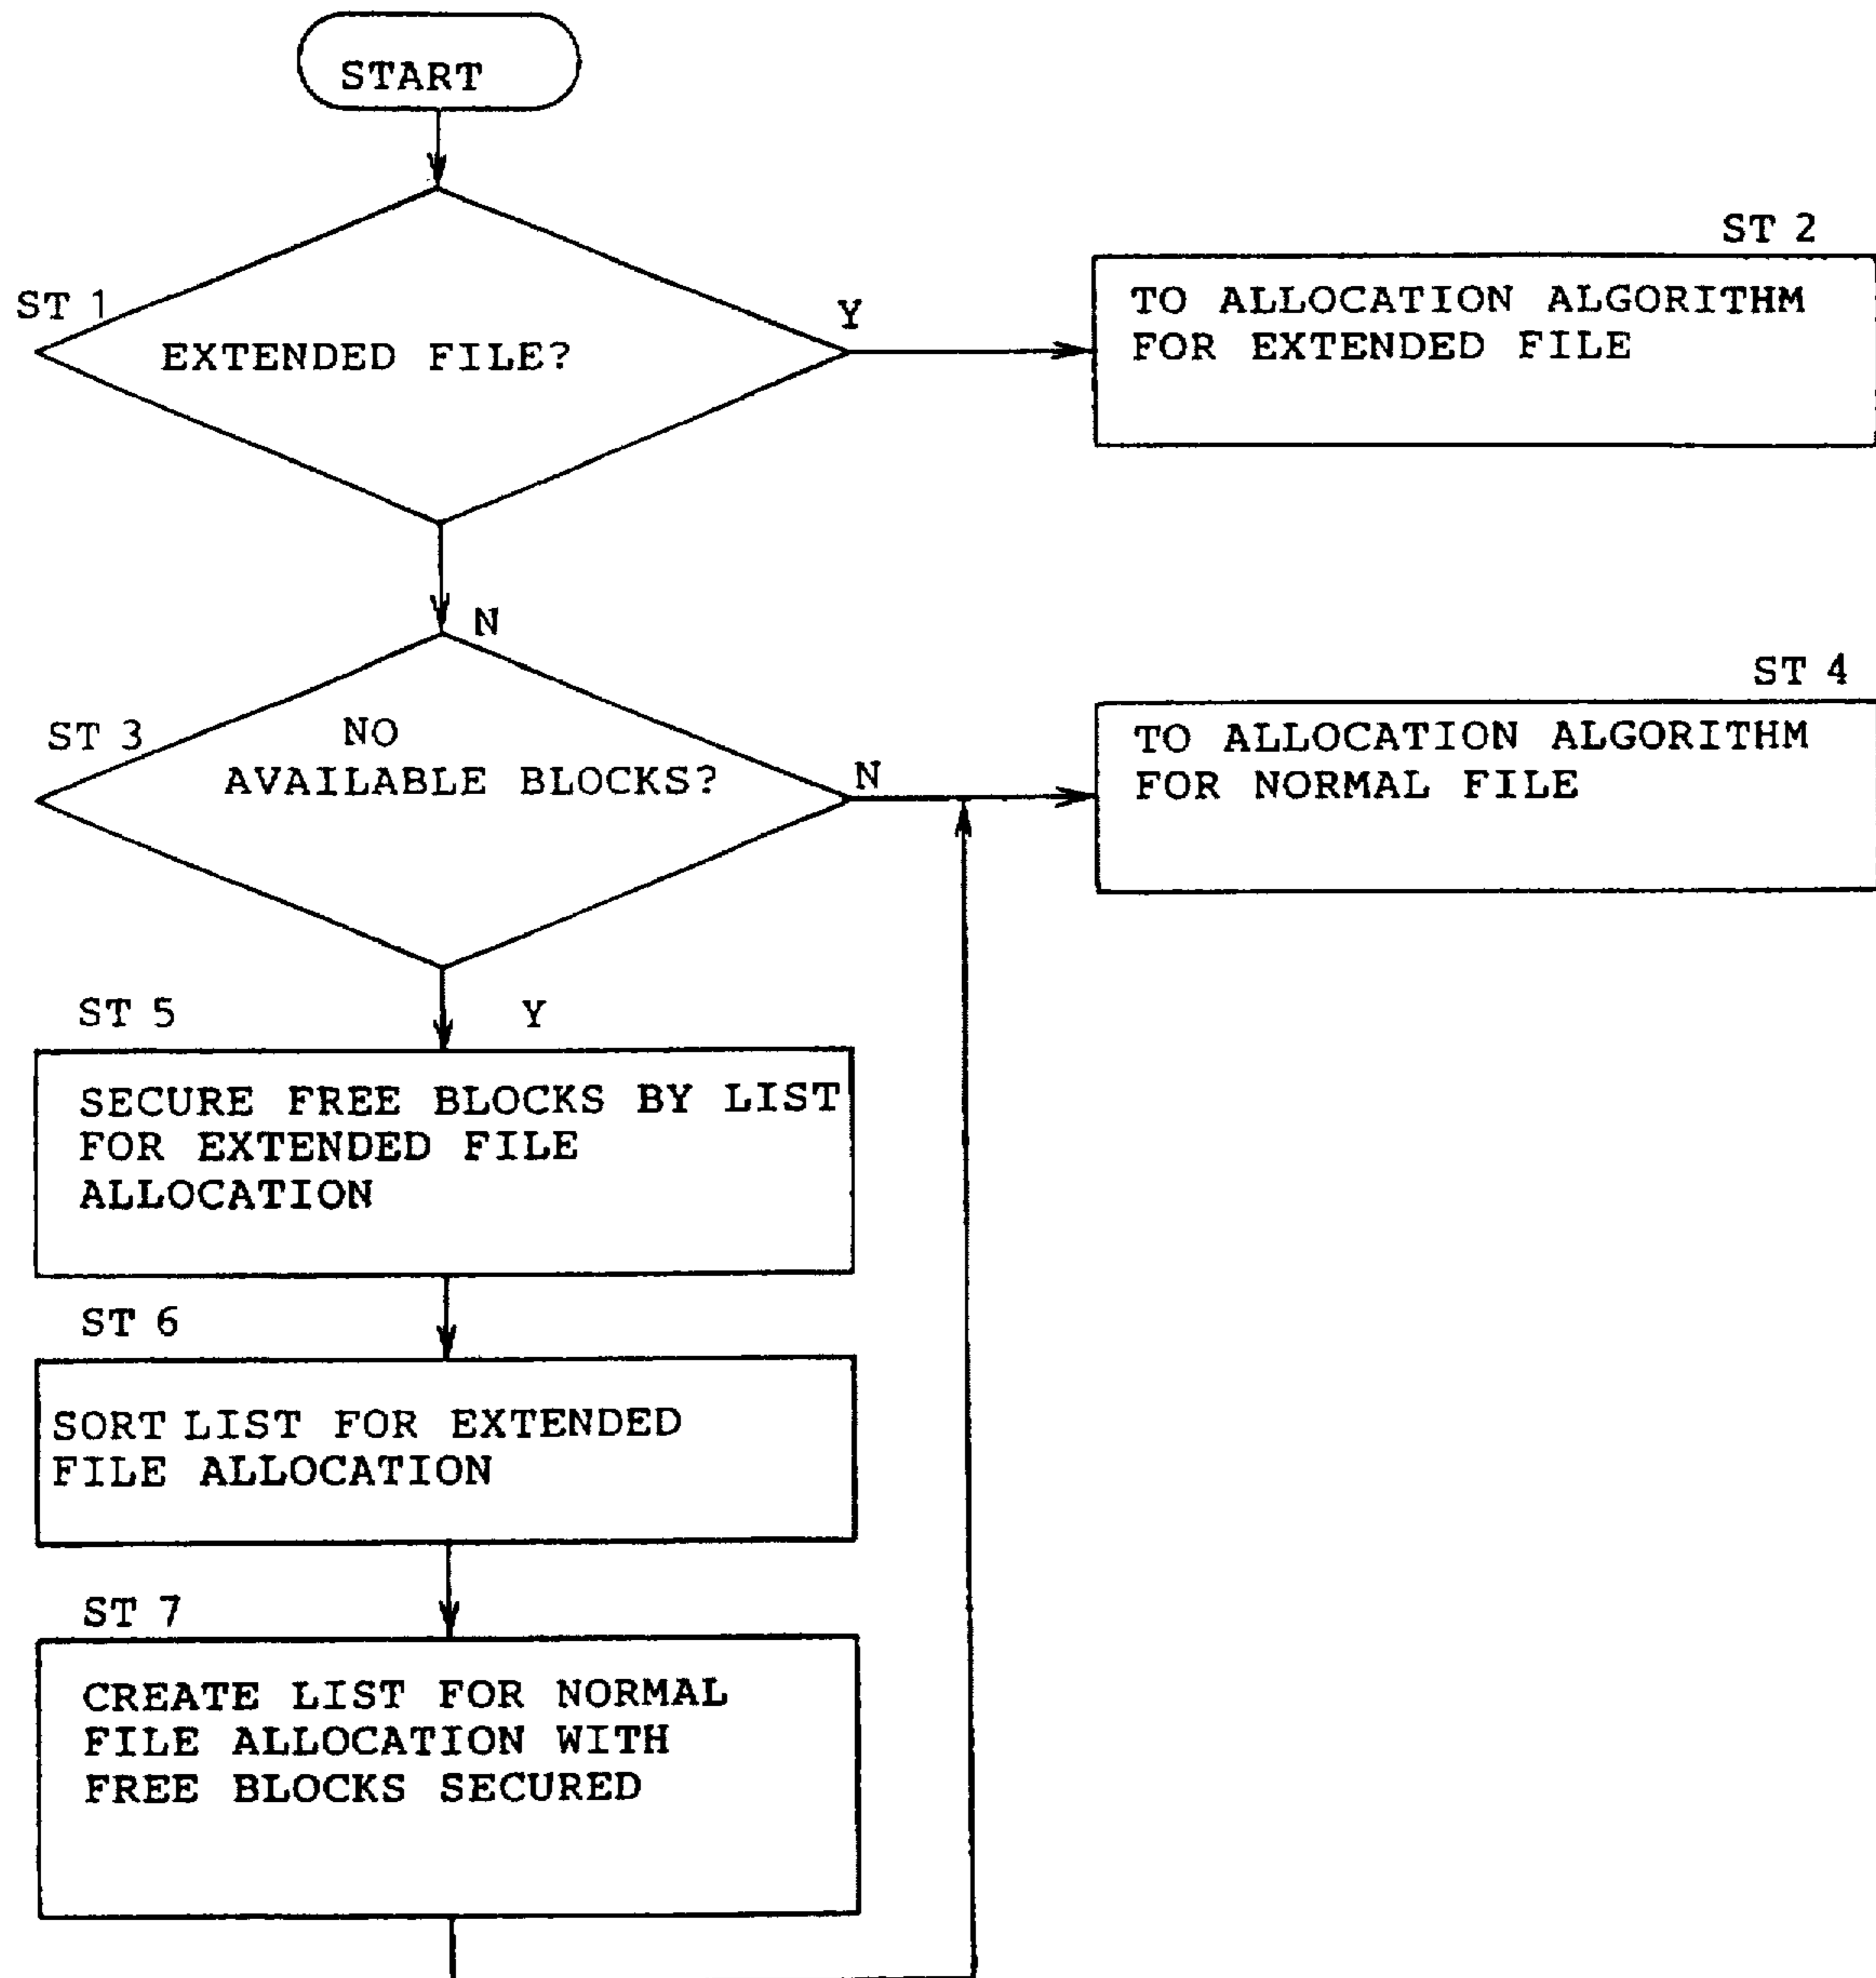 START
ST 1
EXTENDED FILE?
Y
ST 2
TO ALLOCATION ALGORITHM
FOR EXTENDED FILE
N
ST 3
NO
AVAILABLE BLOCKS?
N
ST 4
TO ALLOCATION ALGORITHM
FOR NORMAL FILE
Y
ST 5
SECURE FREE BLOCKS BY LIST
FOR EXTENDED FILE
ALLOCATION
ST 6
SORT LIST FOR EXTENDED
FILE ALLOCATION
ST 7
CREATE LIST FOR NORMAL
FILE ALLOCATION WITH
FREE BLOCKS SECURED